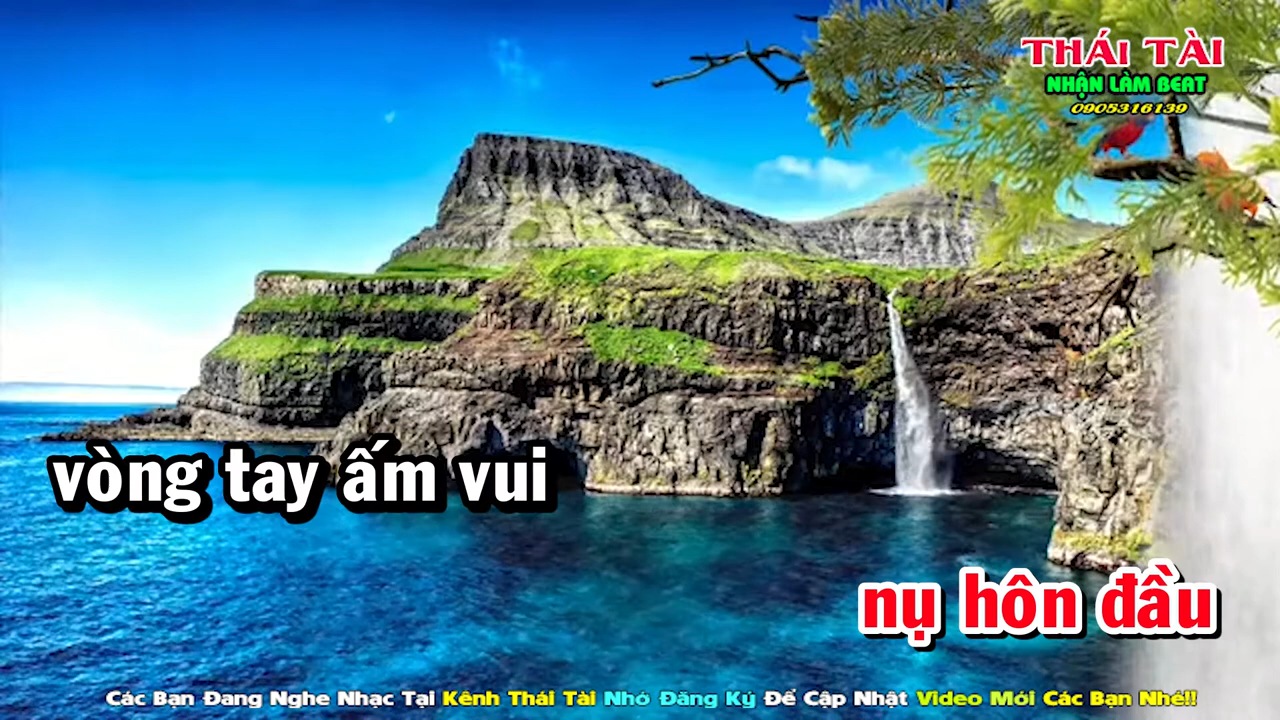 THÁi TÀI
NHẬN LÀM BEAT
0905316139
vòng tay ấm vui
nụ hôn đầu
Các Bạn Đang Nghe Nhạc Tại Kênh Thái Tài Nhớ Đăng Ký Để Cập Nhật Video Mới Các Bạn Nhé!!